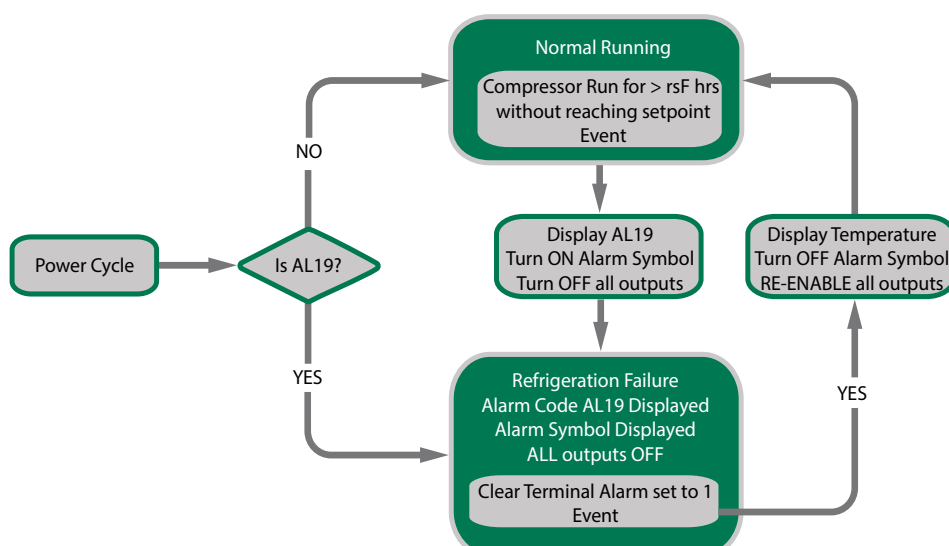 Normal Running
Compressor Run for > rsF hrs
without reaching setpoint
Event
NO
Power Cycle
Is AL19?
Display AL19
Turn ON Alarm Symbol
Turn OFF all outputs
Display Temperature
Turn OFF Alarm Symbol
RE-ENABLE all outputs
YES
Refrigeration Failure
Alarm Code AL19 Displayed
Alarm Symbol Displayed
ALL outputs OFF
Clear Terminal Alarm set to 1
Event
YES